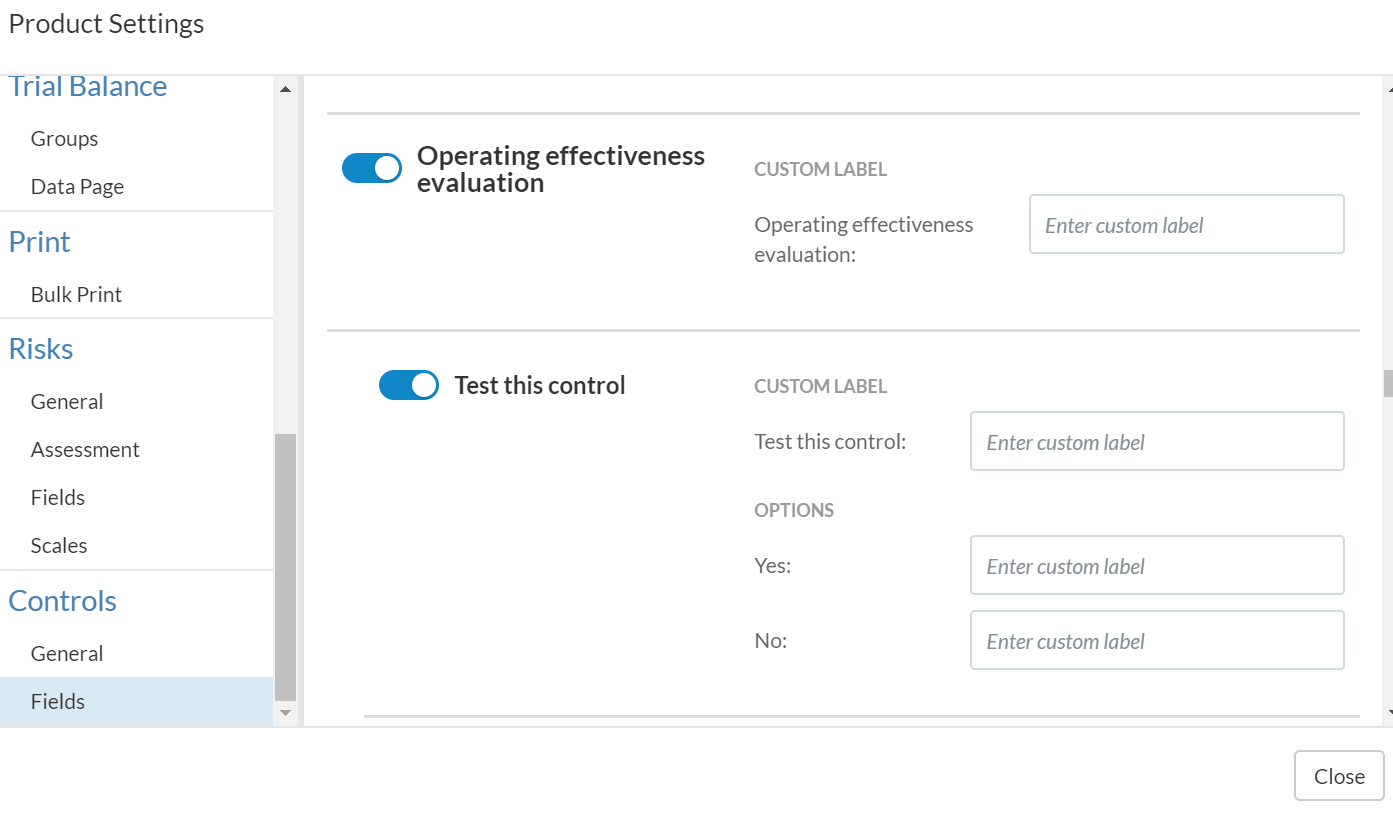 Product Settings
Trial Balance
Groups
Data Page
Print
Bulk Print
Risks
General
Assessment
Fields
Scales
Controls
General
Fields
Operating effectiveness
evaluation
CUSTOM LABEL
Operating effectiveness
evaluation:
Enter custom label
Test this control
CUSTOM LABEL
Test this control:
Enter custom label
OPTIONS
Yes:
Enter custom label
No:
Enter custom label
Close